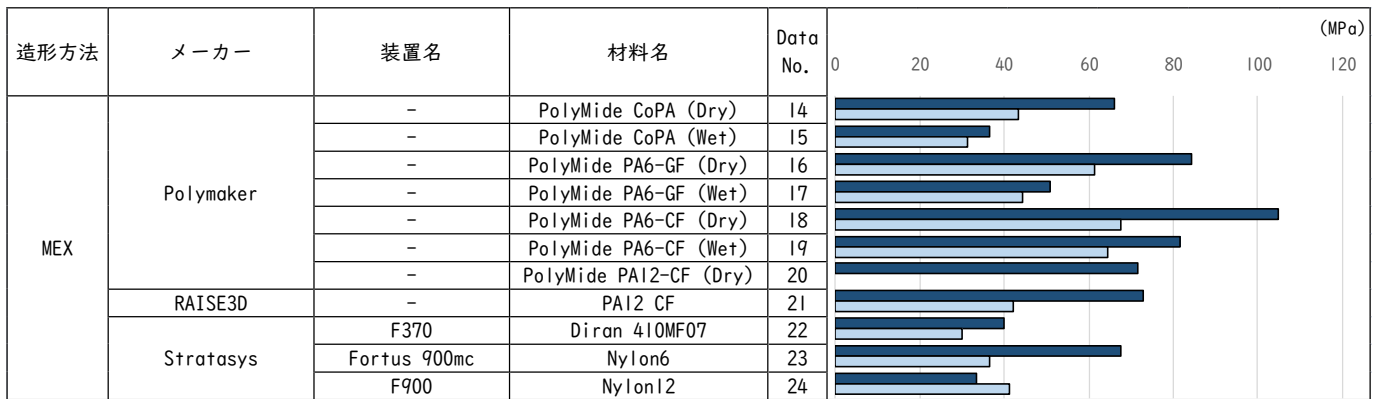 (MPa)
造形方法 メーカー 装置名 材料名 Data No. 0 20 40 60 80 100 120
MEX Polymaker - PolyMide CoPA (Dry) 14
- PolyMide CoPA (Wet) 15
- PolyMide PA6-GF (Dry) 16
- PolyMide PA6-GF (Wet) 17
- PolyMide PA6-CF (Dry) 18
- PolyMide PA6-CF (Wet) 19
- PolyMide PA12-CF (Dry) 20
RAISE3D - PA12 CF 21
Stratasys F370 Diran 410MF07 22
Fortus 900mc Nylon6 23
F900 Nylon12 24